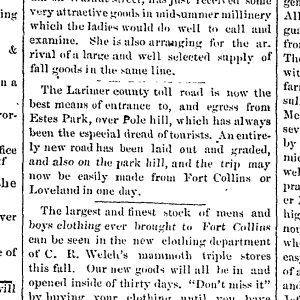 very attractive goods in midsummer millinery
which the ladies would do well to call and
examine. She is also arranging for the ar-
rival of a large and well selected supply of
fall goods in the same line.
The Larimer county toll road is now the
best means of entrance to, and egress from
Estes Park, over Pole hill, which has always
been the especial dread of tourists. An entire-
ly new road has been laid out and graded,
and also on the park hill, and the trip may
now be easily made from Fort Collins or
Loveland in one day.
The largest and finest stock of mens and
boys clothing ever brought to Fort Collins
can be seen in the new clothing department
of C. R. Welch's mammoth triple stores
this fall. Our new goods will all be in and
opened inside of thirty days. "Don't miss it"
by buying your clothing until you have